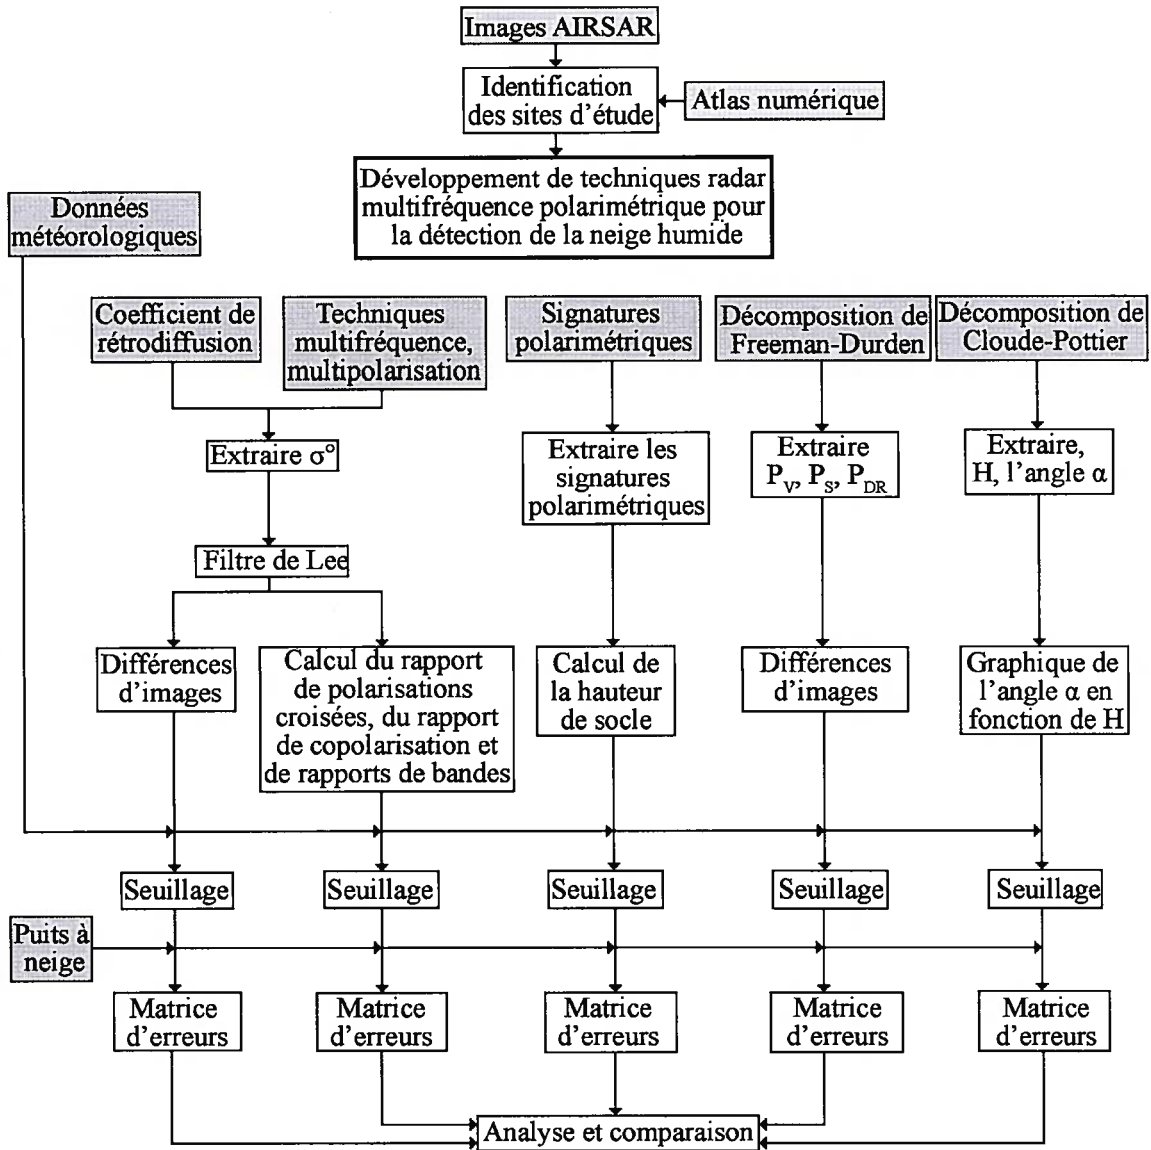 Images AIRSAR
Identification
des sites d'étude
Atlas numérique
Développement de techniques radar
multifréquence polarimétrique pour
la détection de la neige humide
Données
météorologiques
Coefficient de
rétrodiffusion
Techniques
multifréquence,
multipolarisation
Signatures
polarimétriques
Décomposition de
Freeman-Durden
Décomposition de
Cloude-Pottier
Extraire σ°
Extraire les
signatures
polarimétriques
Extraire
P_V, P_S, P_DR
Extraire,
H, l'angle α
Filtre de Lee
Différences
d'images
Calcul du rapport
de polarisations
croisées, du rapport
de copolarisation et
de rapports de bandes
Calcul de
la hauteur
de socle
Différences
d'images
Graphique de
l'angle α en
fonction de H
Seuillage
Seuillage
Seuillage
Seuillage
Seuillage
Puits à
neige
Matrice
d'erreurs
Matrice
d'erreurs
Matrice
d'erreurs
Matrice
d'erreurs
Matrice
d'erreurs
Analyse et comparaison